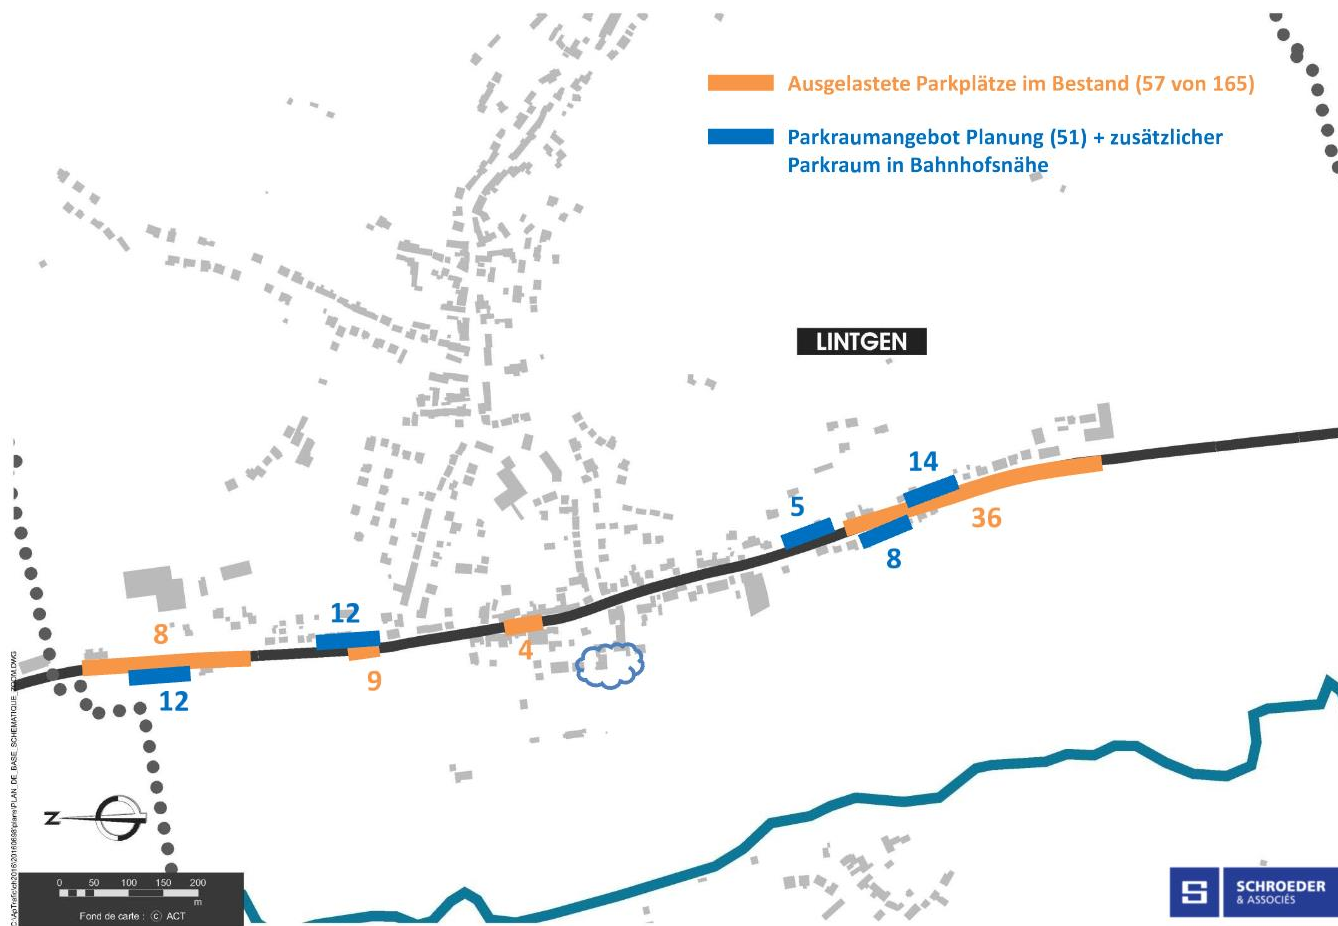 Ausgelastete Parkplätze im Bestand (57 von 165)
Parkraumangebot Planung (51) + zusätzlicher
Parkraum in Bahnhofsnähe
LINTGEN
14
5
36
8
12
8
4
9
12
Z
0 50 100 150 200
m
Fond de carte : © ACT
S
SCHROEDER
& ASSOCIÉS